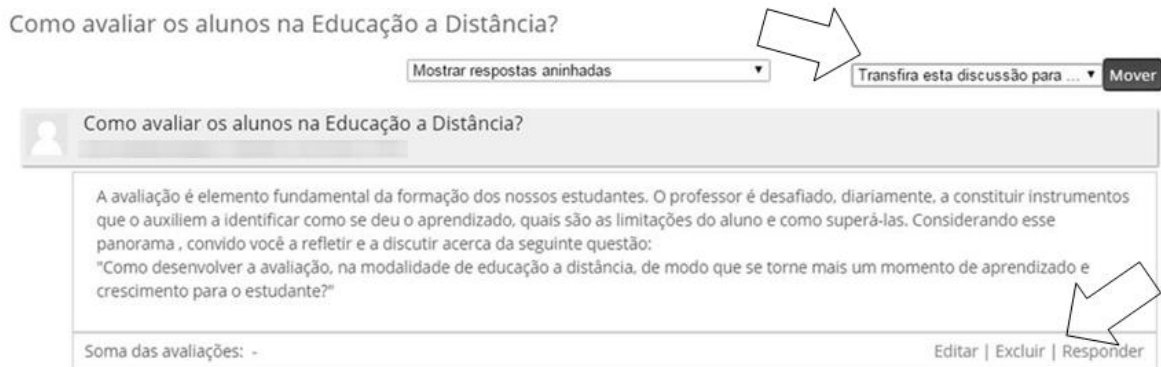 Como avaliar os alunos na Educação a Distância?
Mostrar respostas aninhadas
Transfira esta discussão para ... Mover
Como avaliar os alunos na Educação a Distância?
A avaliação é elemento fundamental da formação dos nossos estudantes. O professor é desafiado, diariamente, a constituir instrumentos
que o auxiliem a identificar como se deu o aprendizado, quais são as limitações do aluno e como superá-las. Considerando esse
panorama , convido você a refletir e a discutir acerca da seguinte questão:
"Como desenvolver a avaliação, na modalidade de educação a distância, de modo que se torne mais um momento de aprendizado e
crescimento para o estudante?"
Soma das avaliações: - Editar | Excluir | Responder